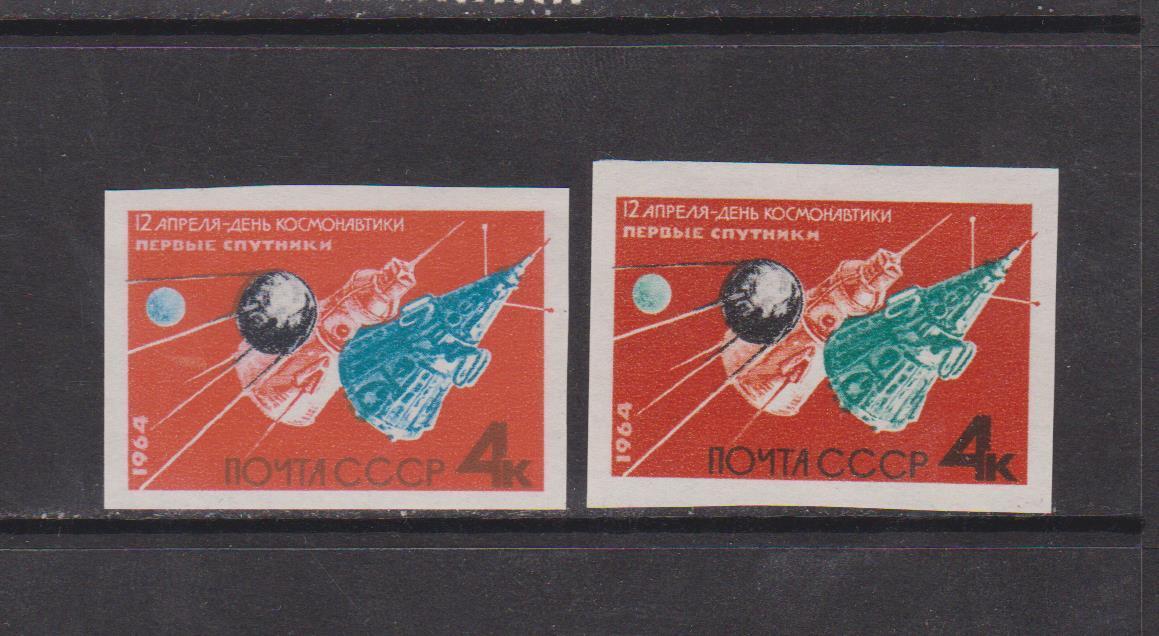 12 АПРЕЛЯ-ДЕНЬ КОСМОНАВТИКИ
ПЕРВЫЕ СПУТНИКИ
1964
ПОЧТА СССР 4К
12 АПРЕЛЯ-ДЕНЬ КОСМОНАВТИКИ
ПЕРВЫЕ СПУТНИКИ
1964
ПОЧТА СССР 4К